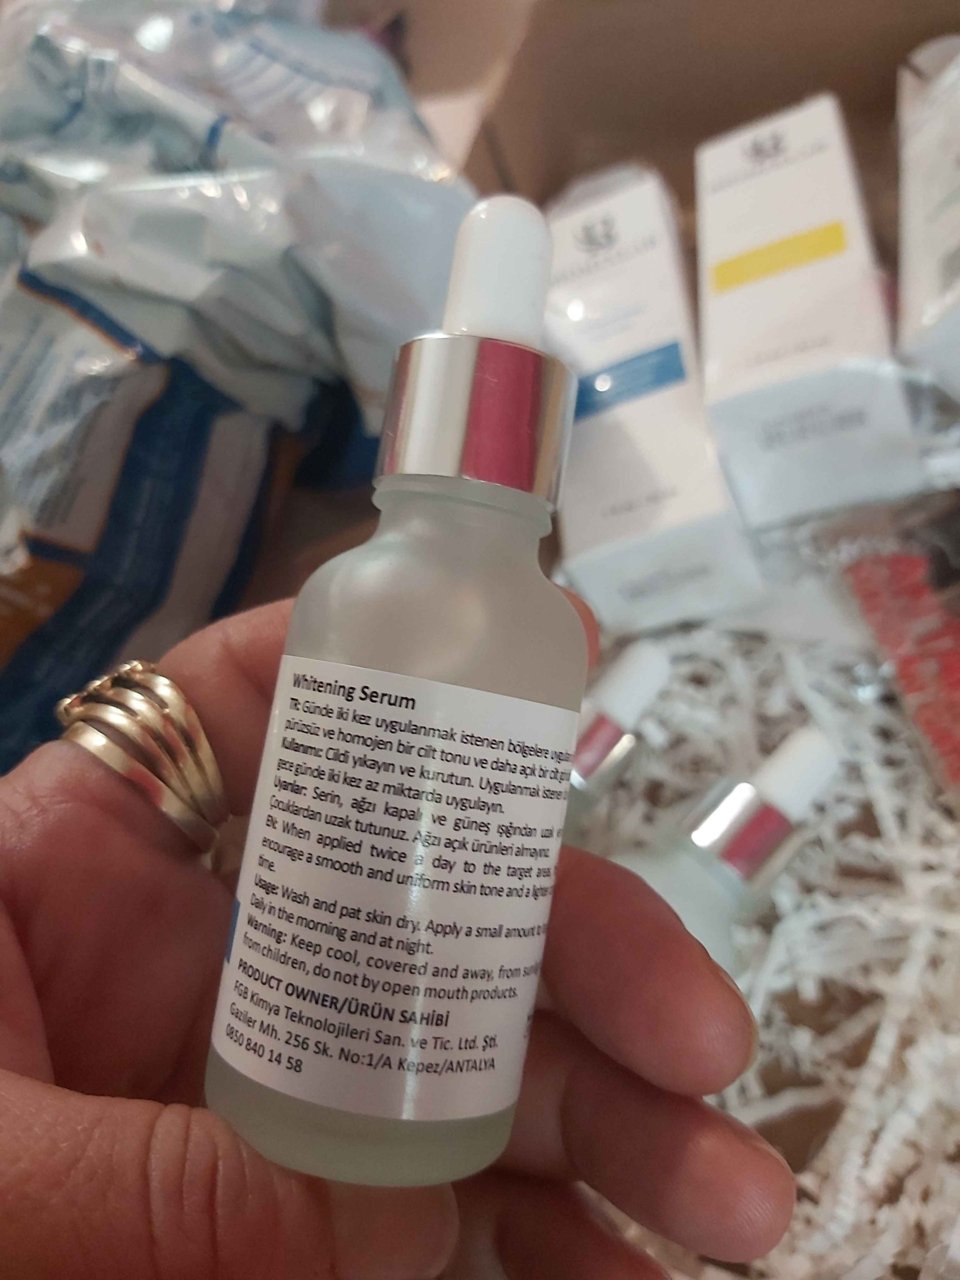 Whitening Serum
TR: Günde iki kez uygulanmak istenen bölgelere
pürüzsüz ve homojen bir cilt tonu ve daha açık bir cilt
Kullanımı: Cildi yıkayın ve kurutun. Uygulanmak
gece günde iki kez az miktarda uygulayın.
Uyarılar: Serin, ağzı kapalı ve güneş ışığından uzak
Çocuklardan uzak tutunuz. Ağzı açık ürünleri almayınız.
EN: When applied twice a day to the target areas,
encourage a smooth and uniform skin tone and a lighter
time.
Usage: Wash and pat skin dry. Apply a small amount
Daily in the morning and at night.
Warning: Keep cool, covered and away, from
from children, do not by open mouth products.
PRODUCT OWNER/ÜRÜN SAHİBİ
FGB Kimya Teknolojileri San. ve Tic. Ltd. Şti.
Gaziler Mh. 256 Sk. No:1/A Kepez/ANTALYA
0850 840 14 58